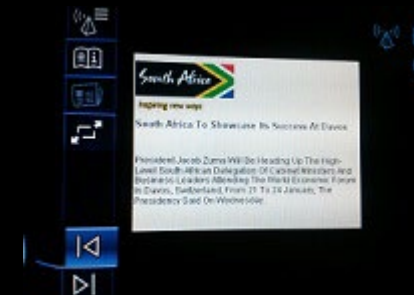 South Africa
Inspiring new ways
South Africa To Showcase Its Success At Davos
President Jacob Zuma Will Be Heading Up The High-
Level South African Delegation Of Cabinet Ministers And
Business Leaders Attending The World Economic Forum
In Davos, Switzerland, From 21 To 24 January, The
Presidency Said On Wednesday.